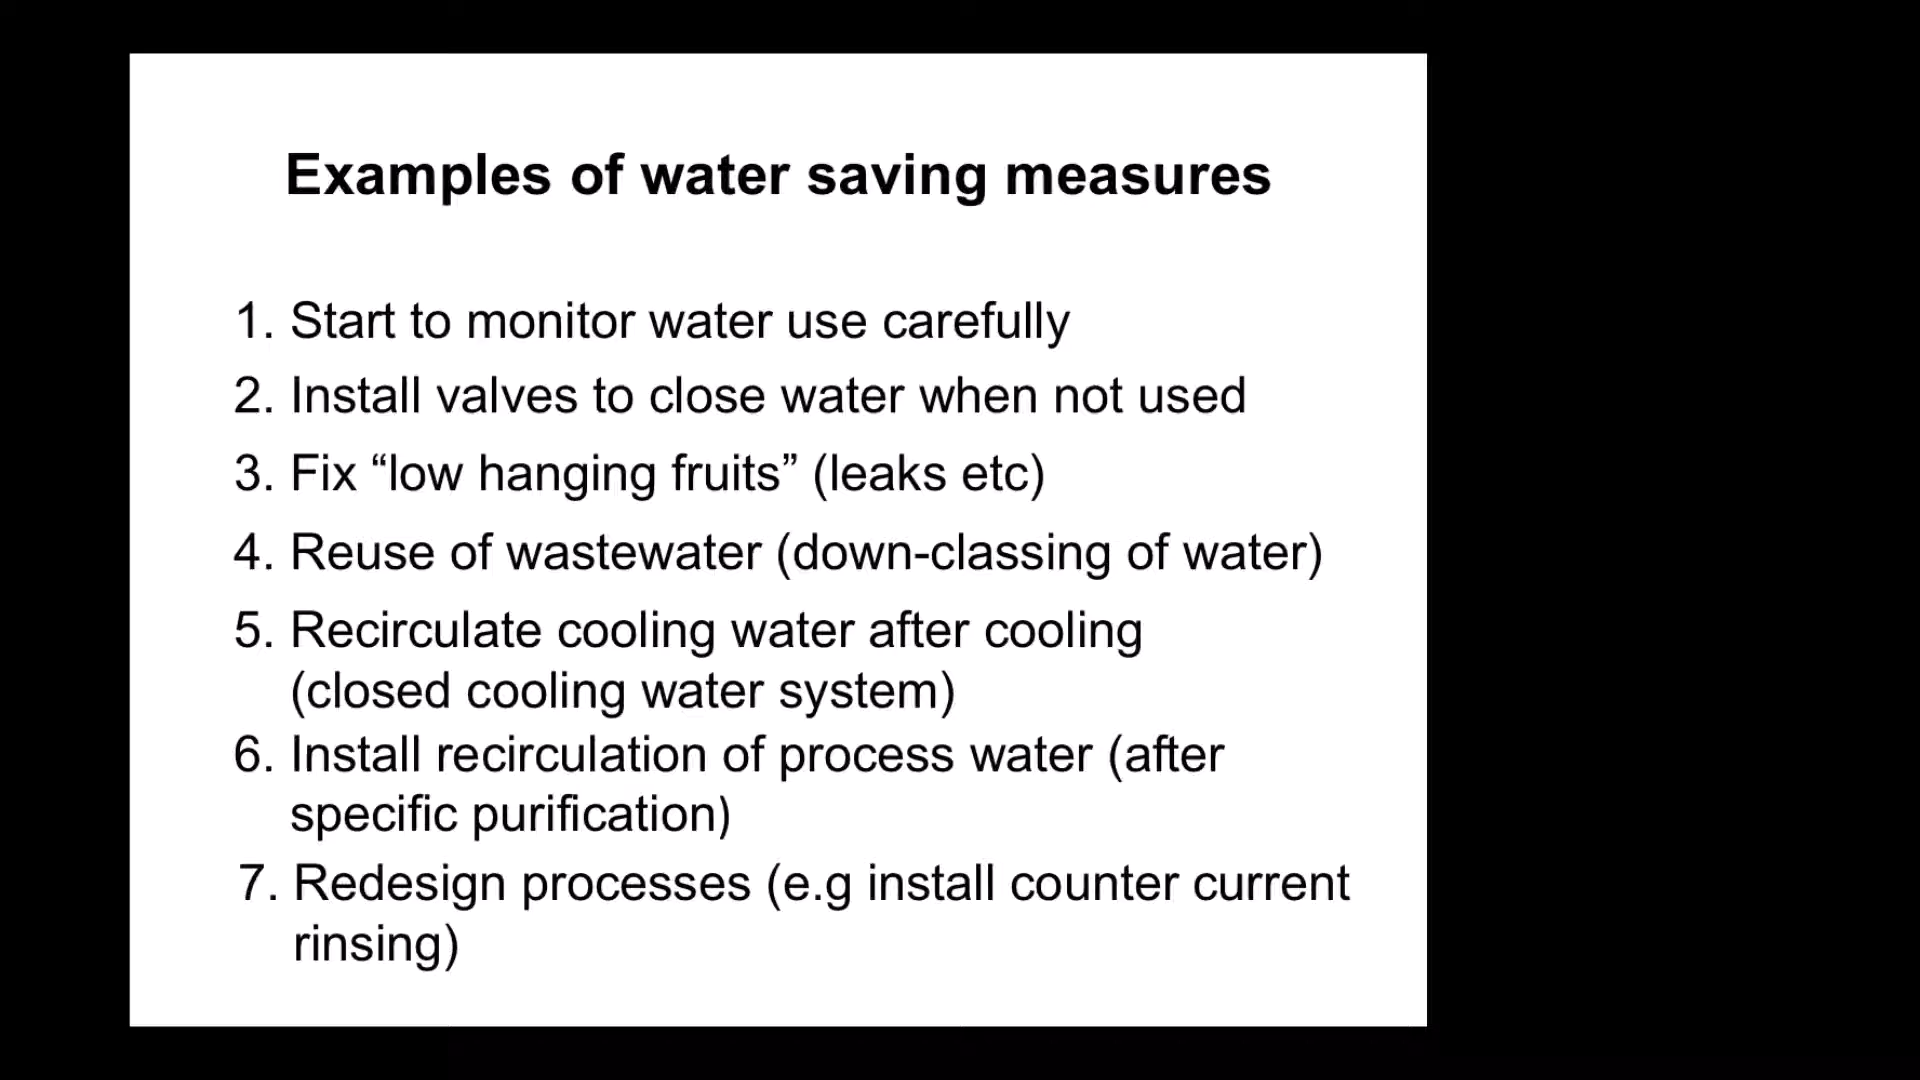 Examples of water saving measures
1. Start to monitor water use carefully
2. Install valves to close water when not used
3. Fix “low hanging fruits” (leaks etc)
4. Reuse of wastewater (down-classing of water)
5. Recirculate cooling water after cooling
(closed cooling water system)
6. Install recirculation of process water (after
specific purification)
7. Redesign processes (e.g install counter current
rinsing)